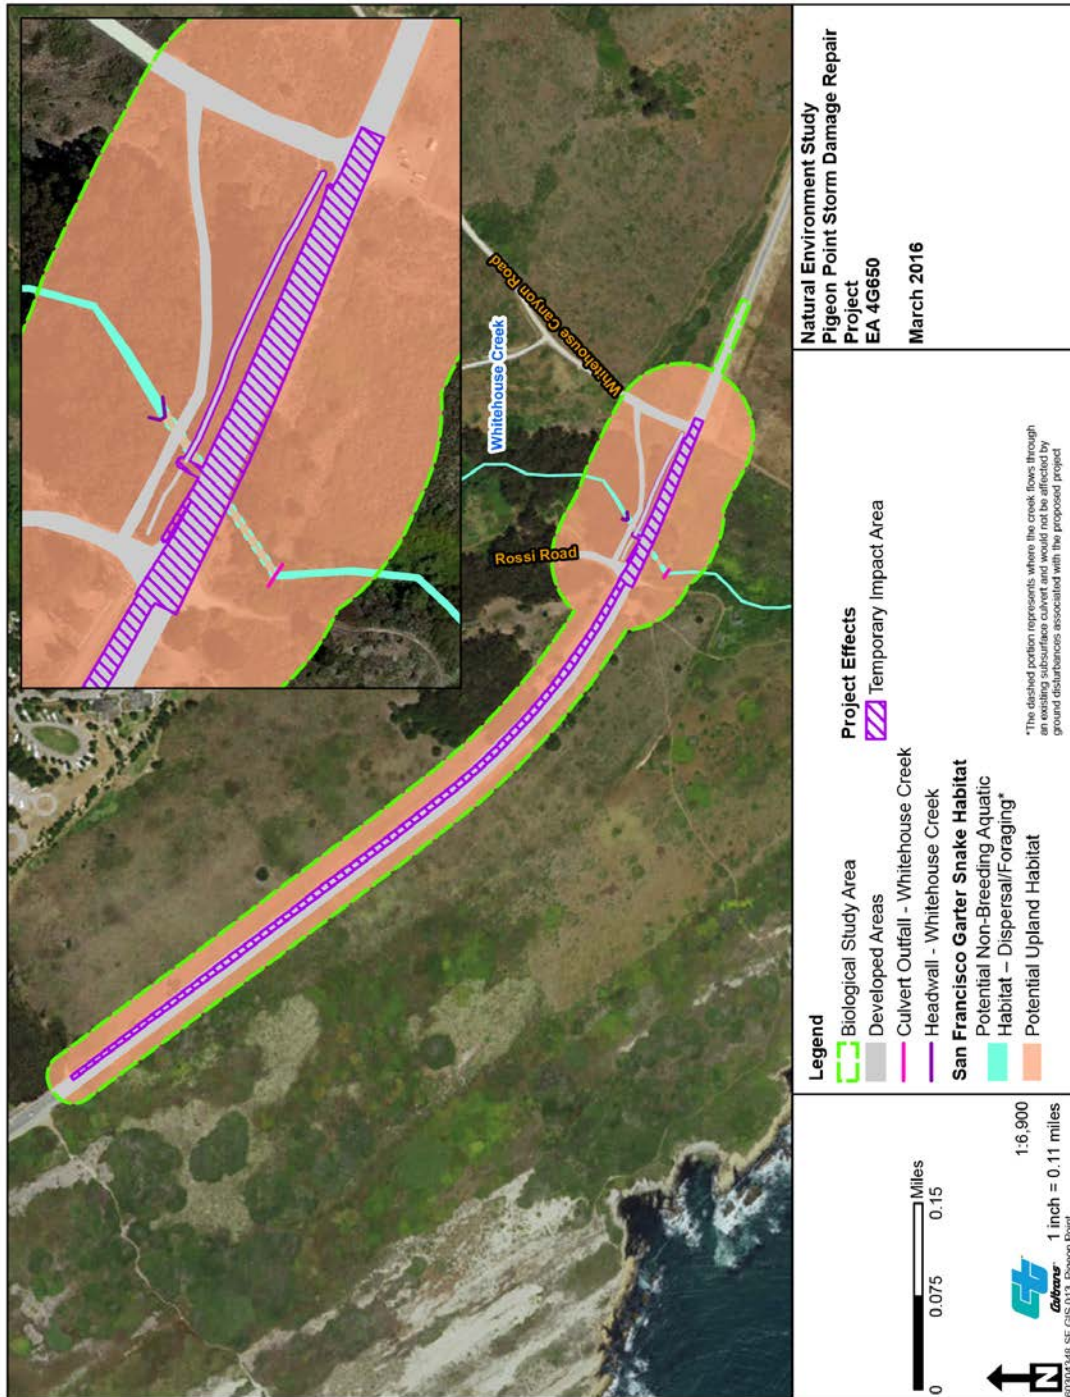 Whitehouse Canyon Road
Whitehouse Creek
Rossi Road
0 0.075 0.15
Miles
N
Caltrans
1:6,900
1 inch = 0.11 miles
Legend
Biological Study Area
Developed Areas
Culvert Outfall - Whitehouse Creek
Headwall - Whitehouse Creek
San Francisco Garter Snake Habitat
Potential Non-Breeding Aquatic
Habitat – Dispersal/Foraging*
Potential Upland Habitat
Project Effects
Temporary Impact Area
*The dashed portion represents where the creek flows through
an existing subsurface culvert and would not be affected by
ground disturbances associated with the proposed project
Natural Environment Study
Pigeon Point Storm Damage Repair
Project
EA 4G650
March 2016